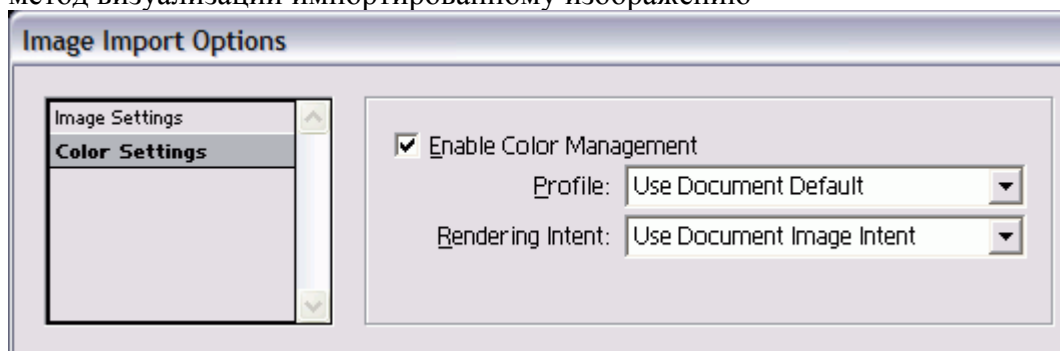 метод визуализации импортированному изображению
Image Import Options
Image Settings
Color Settings
Enable Color Management
Profile: Use Document Default
Rendering Intent: Use Document Image Intent